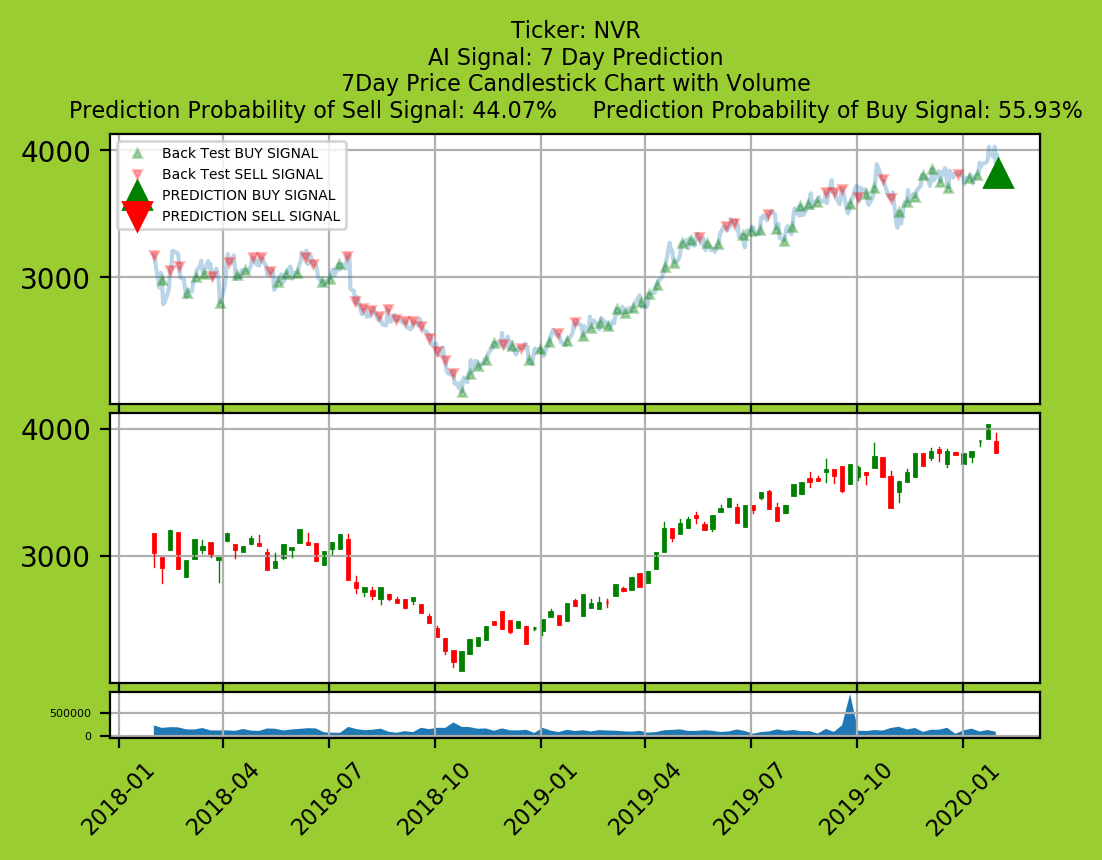 Ticker: NVR
AI Signal: 7 Day Prediction
7Day Price Candlestick Chart with Volume
Prediction Probability of Sell Signal: 44.07% Prediction Probability of Buy Signal: 55.93%
4000
3000
Back Test BUY SIGNAL
Back Test SELL SIGNAL
PREDICTION BUY SIGNAL
PREDICTION SELL SIGNAL
4000
3000
500000
0
2018-01
2018-04
2018-07
2018-10
2019-01
2019-04
2019-07
2019-10
2020-01